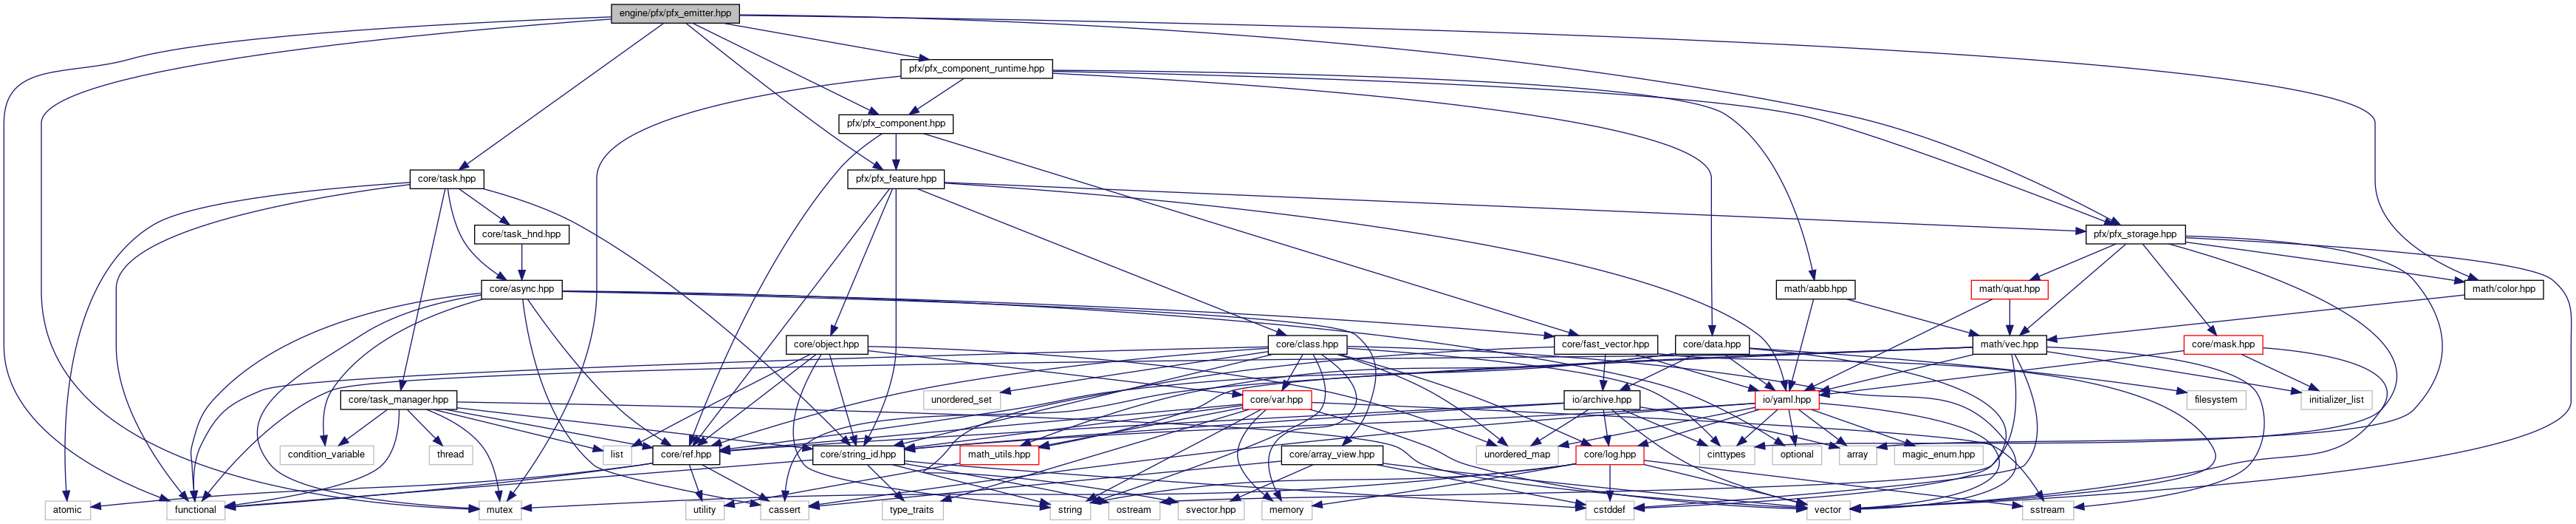 engine/pfx/pfx_emitter.hpp
pfx/pfx_component_runtime.hpp
pfx/pfx_component.hpp
core/task.hpp
pfx/pfx_feature.hpp
core/task_hnd.hpp
pfx/pfx_storage.hpp
core/async.hpp
math/aabb.hpp
math/quat.hpp
math/color.hpp
core/object.hpp
core/class.hpp
core/fast_vector.hpp
core/data.hpp
math/vec.hpp
core/mask.hpp
core/task_manager.hpp
unordered_set
core/var.hpp
io/archive.hpp
io/yaml.hpp
filesystem
initializer_list
condition_variable
thread
list
core/ref.hpp
core/string_id.hpp
math_utils.hpp
core/array_view.hpp
unordered_map
core/log.hpp
cinttypes
optional
array
magic_enum.hpp
atomic
functional
mutex
utility
cassert
type_traits
string
ostream
svector.hpp
memory
cstddef
vector
sstream